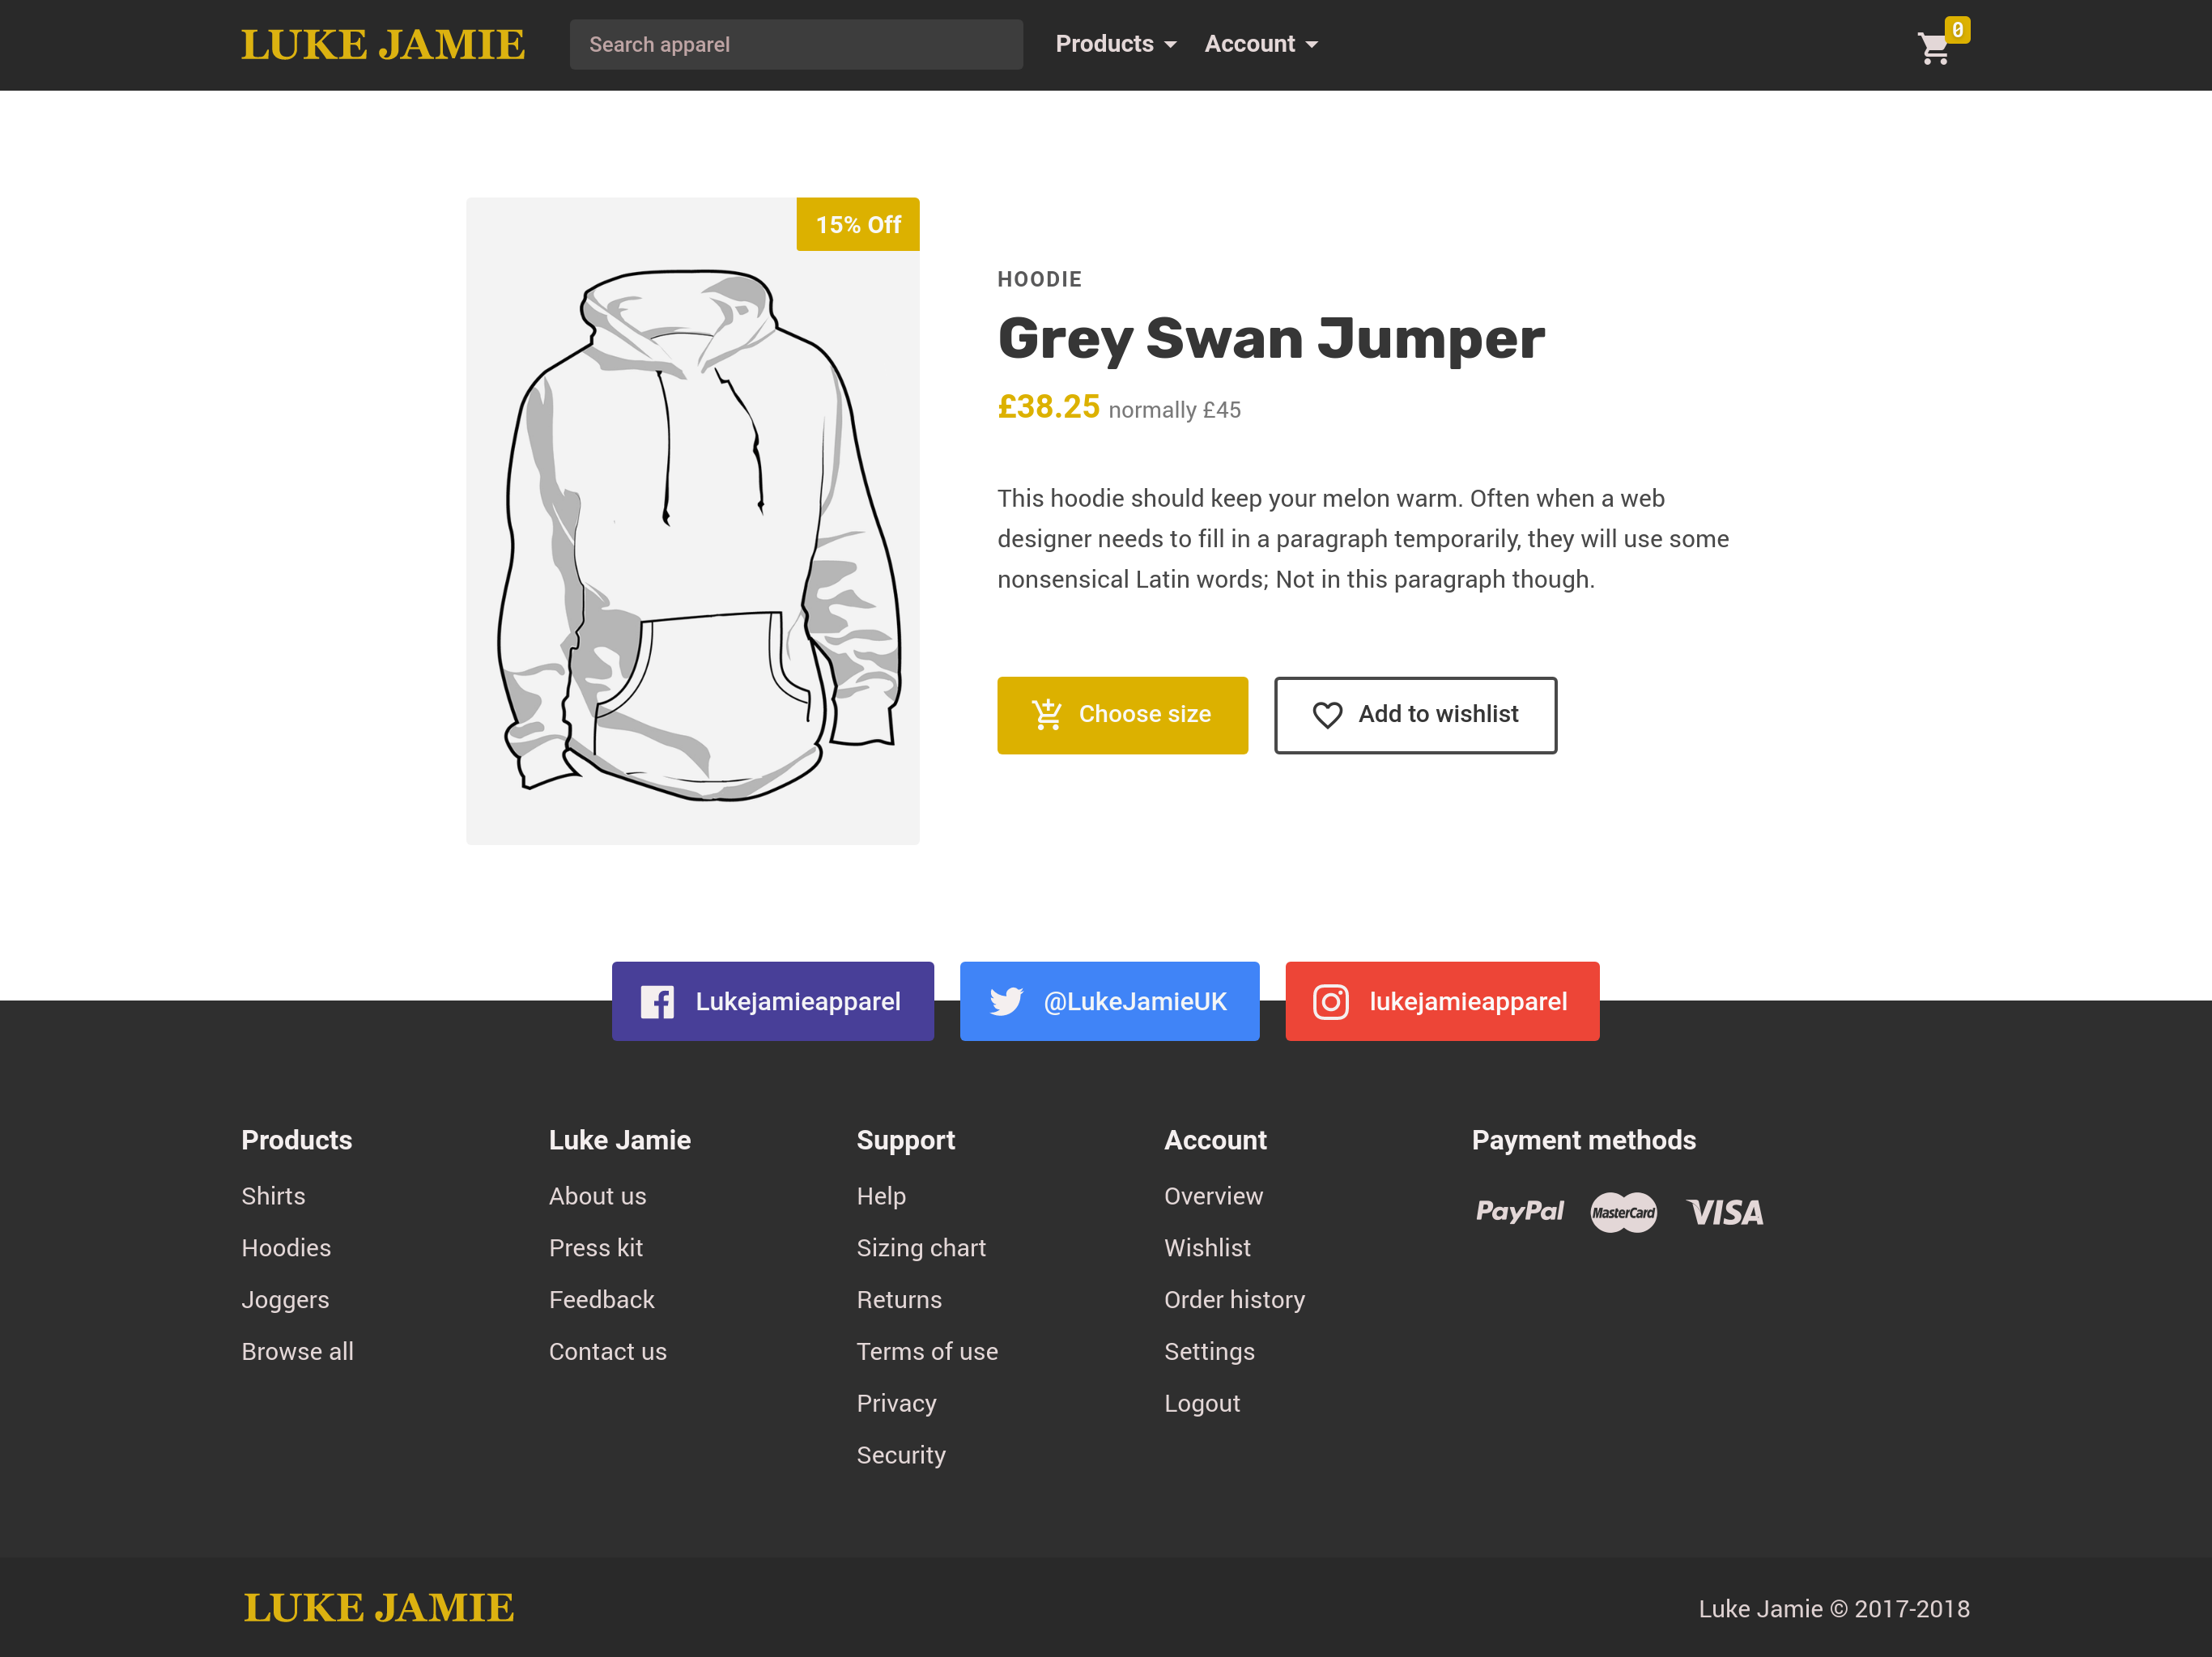 LUKE JAMIE
Search apparel
Products
Account
0
15% Off
HOODIE
Grey Swan Jumper
£38.25 normally £45
This hoodie should keep your melon warm. Often when a web
designer needs to fill in a paragraph temporarily, they will use some
nonsensical Latin words; Not in this paragraph though.
Choose size
Add to wishlist
Lukejamieapparel
@LukeJamieUK
lukejamieapparel
Products
Shirts
Hoodies
Joggers
Browse all
Luke Jamie
About us
Press kit
Feedback
Contact us
Support
Help
Sizing chart
Returns
Terms of use
Privacy
Security
Account
Overview
Wishlist
Order history
Settings
Logout
Payment methods
PayPal
MasterCard
VISA
LUKE JAMIE
Luke Jamie © 2017-2018